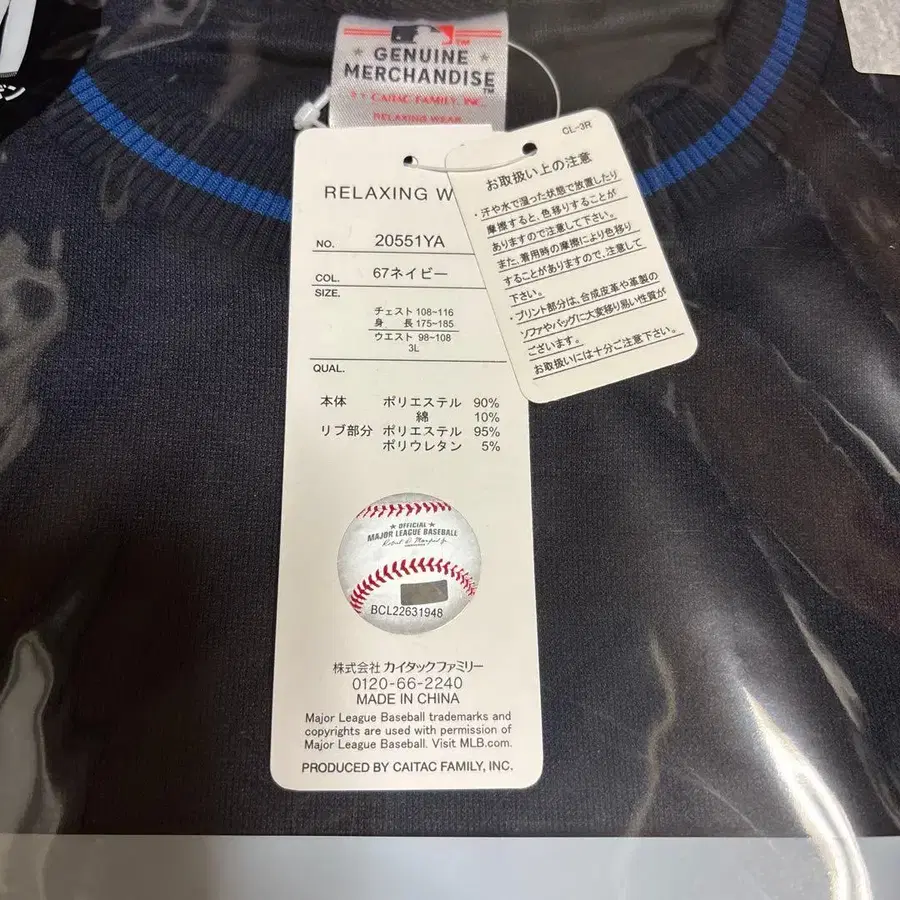 GENUINE
MERCHANDISE
CAITAC FAMILY, INC.
RELAXING WEAR
CL-3R
お取扱い上の注意
・汗や水で湿った状態で放置したり
摩擦すると、色移りすることが
ありますので注意して下さい。
また、着用時の摩擦により色移り
することがありますので、注意して
下さい。
・プリント部分は、合成皮革や革製の
ソファやバッグに大変移り易い性質が
ございます。
お取扱いには十分ご注意下さい。
RELAXING W
NO. 20551YA
COL. 67ネイビー
SIZE.
チェスト 108~116
身 長 175~185
ウエスト 98~108
3L
QUAL.
本体 ポリエステル 90%
綿 10%
リブ部分 ポリエステル 95%
ポリウレタン 5%
★ OFFICIAL ★
MAJOR LEAGUE BASEBALL
BCL22631948
株式会社 カイタックファミリー
0120-66-2240
MADE IN CHINA
Major League Baseball trademarks and
copyrights are used with permission of
Major League Baseball. Visit MLB.com.
PRODUCED BY CAITAC FAMILY, INC.